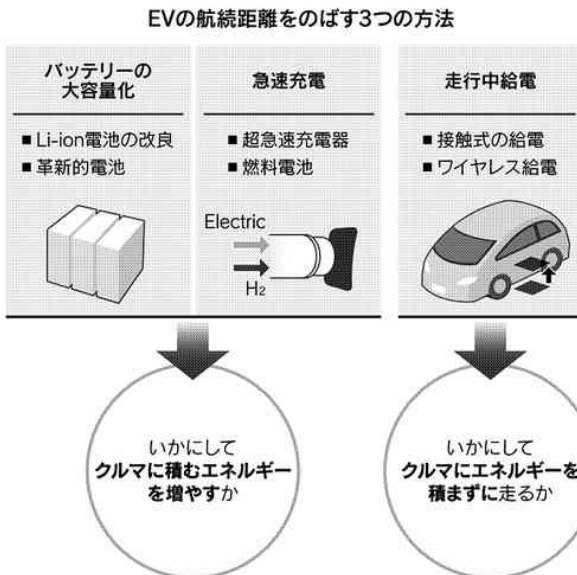 EVの航続距離をのばす3つの方法
バッテリーの
大容量化
■ Li-ion電池の改良
■ 革新的電池
急速充電
■ 超急速充電器
■ 燃料電池
Electric
H2
走行中給電
■ 接触式の給電
■ ワイヤレス給電
いかにして
クルマに積むエネルギー
を増やすか
いかにして
クルマにエネルギーを
積まずに走るか